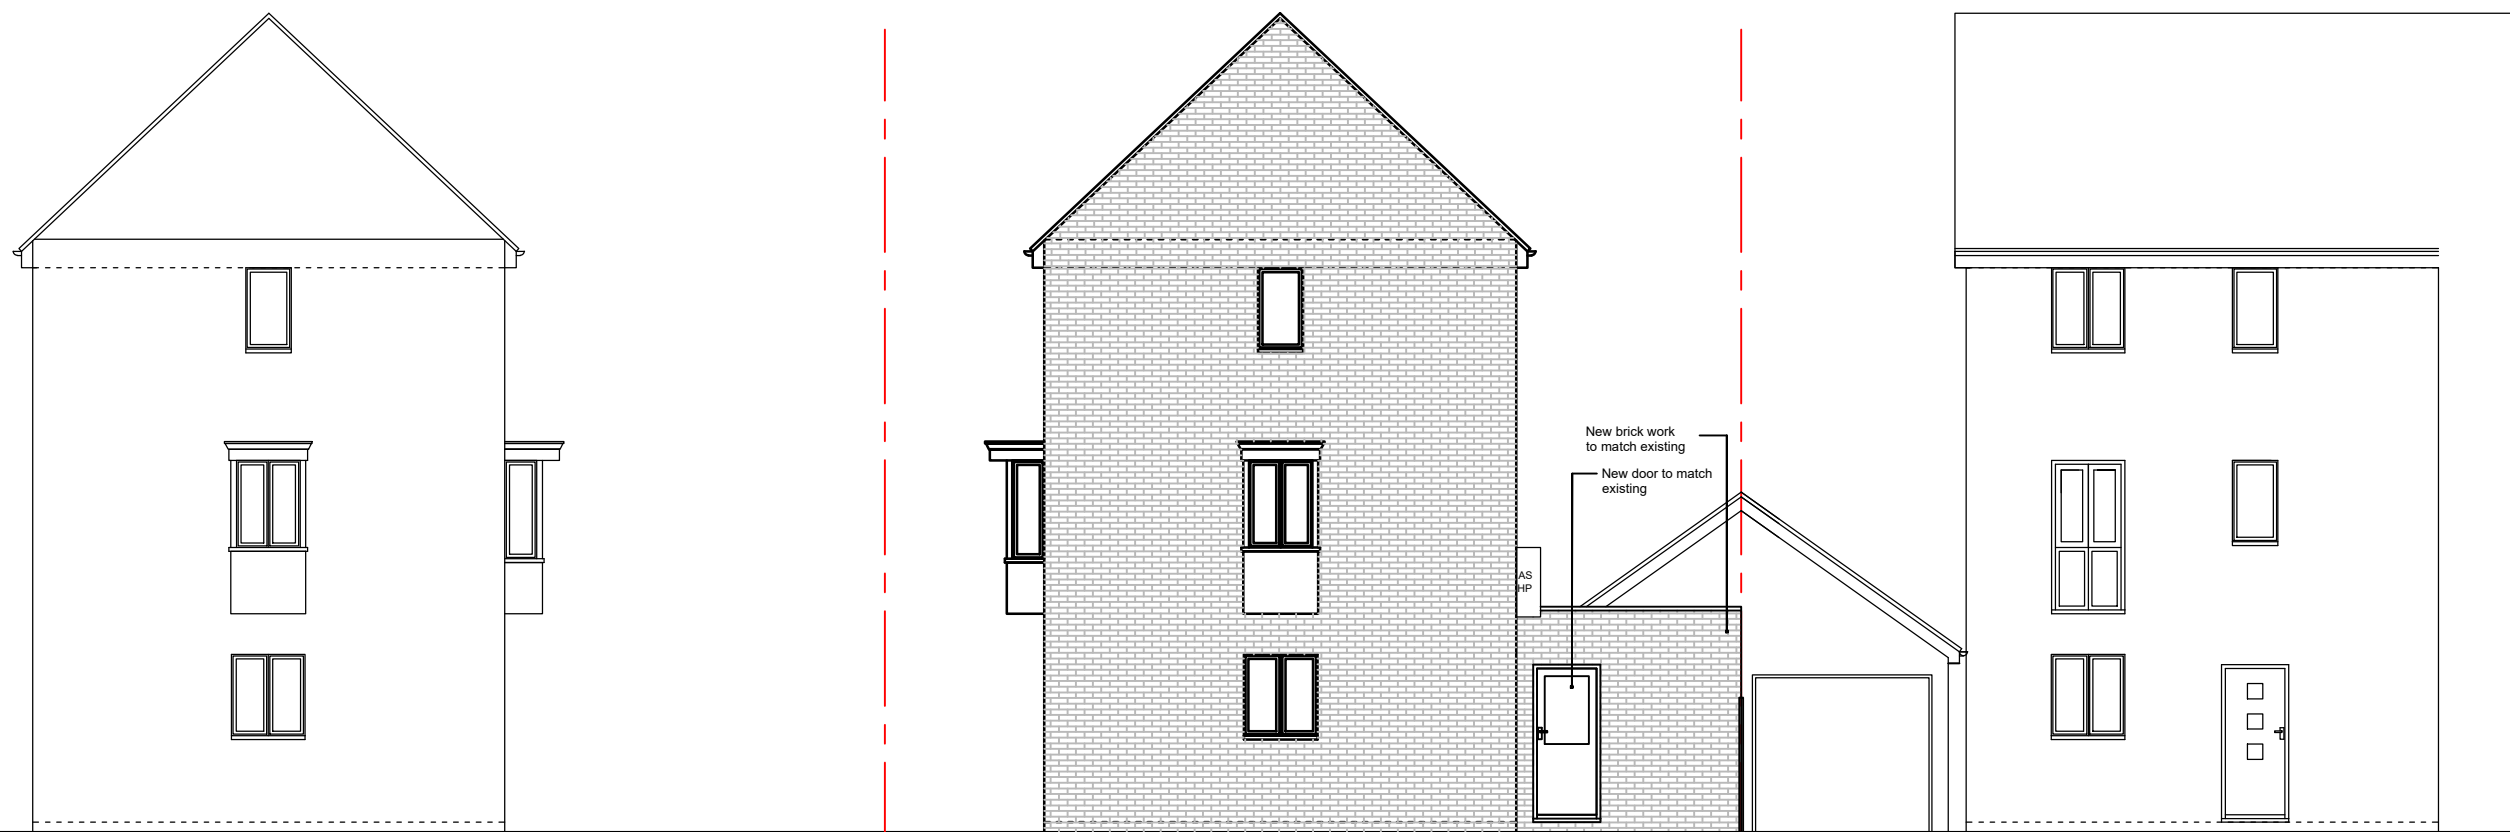 New brick work
to match existing
New door to match
existing
AS
HP